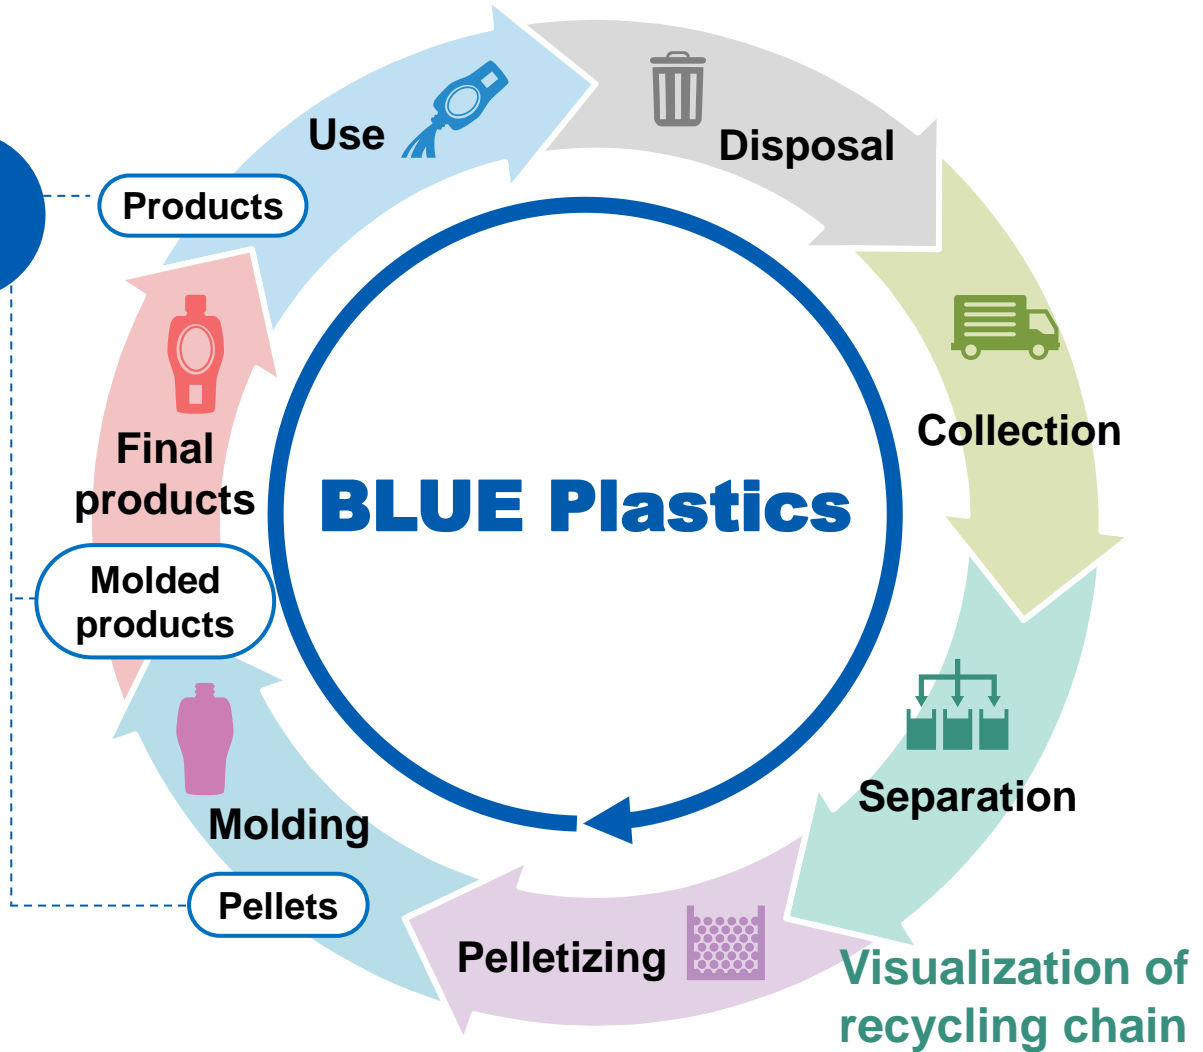 Use
Disposal
Products
Collection
Final
products
BLUE Plastics
Molded
products
Separation
Molding
Pellets
Pelletizing
Visualization of
recycling chain